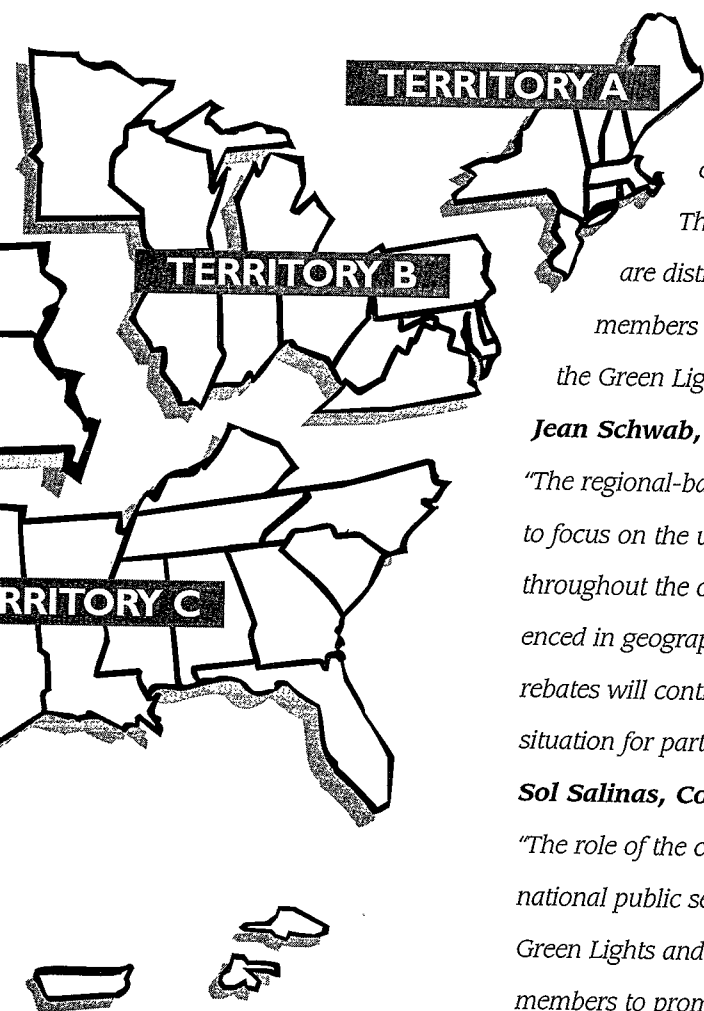 TERRITORY A
TERRITORY B
TERRITORY C
Th
are dist
members
the Green Lig
Jean Schwab,
"The regional-ba
to focus on the u
throughout the c
enced in geograp
rebates will cont
situation for part
Sol Salinas, Co
"The role of the c
national public se
Green Lights and
members to prom